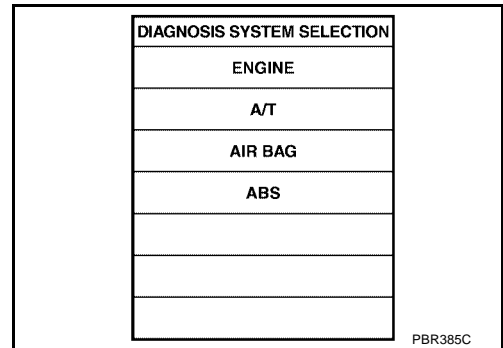 DIAGNOSIS SYSTEM SELECTION
ENGINE
A/T
AIR BAG
ABS
PBR385C